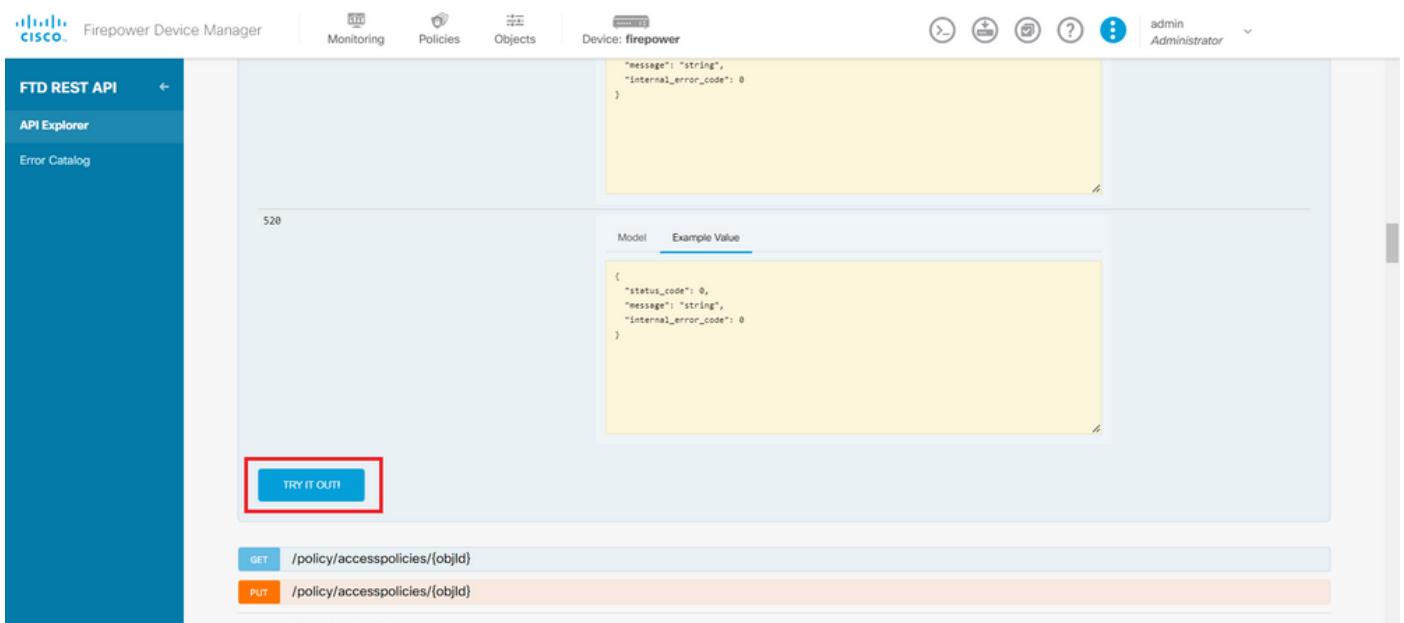 CISCO
Firepower Device Manager
Monitoring
Policies
Objects
Device: firepower
admin
Administrator
FTD REST API
API Explorer
Error Catalog
"message": "string",
"internal_error_code": 0
}
520
Model
Example Value
{
"status_code": 0,
"message": "string",
"internal_error_code": 0
}
TRY IT OUT!
GET
/policy/accesspolicies/{objId}
PUT
/policy/accesspolicies/{objId}